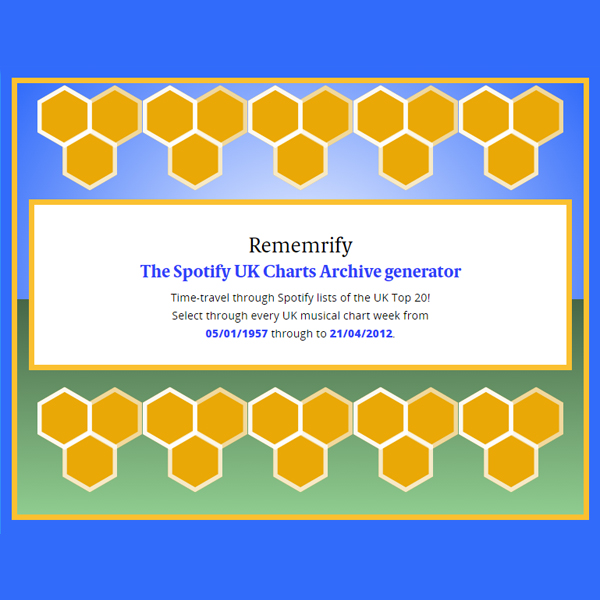 Rememrify
The Spotify UK Charts Archive generator
Time-travel through Spotify lists of the UK Top 20!
Select through every UK musical chart week from
05/01/1957 through to 21/04/2012.